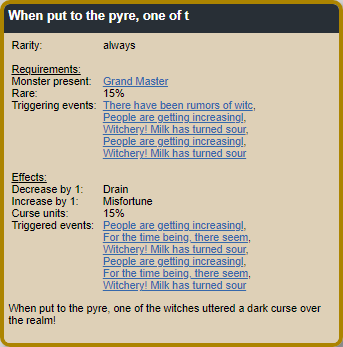 When put to the pyre, one of t
Rarity: always
Requirements:
Monster present: Grand Master
Rare: 15%
Triggering events: There have been rumors of witc,
People are getting increasingl,
Witchery! Milk has turned sour,
People are getting increasingl,
Witchery! Milk has turned sour
Effects:
Decrease by 1: Drain
Increase by 1: Misfortune
Curse units: 15%
Triggered events: People are getting increasingl,
For the time being, there seem,
Witchery! Milk has turned sour,
People are getting increasingl,
For the time being, there seem,
Witchery! Milk has turned sour
When put to the pyre, one of the witches uttered a dark curse over
the realm!